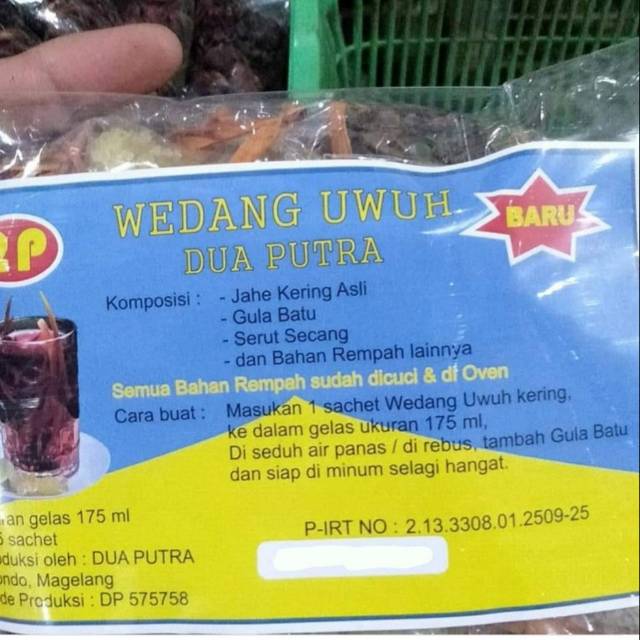 WEDANG UWUH
BARU
DUA PUTRA
2P
Komposisi : - Jahe Kering Asli
- Gula Batu
- Serut Secang
- dan Bahan Rempah lainnya
Semua Bahan Rempah sudah dicuci & di Oven
Cara buat : Masukan 1 sachet Wedang Uwuh kering,
ke dalam gelas ukuran 175 ml,
Di seduh air panas / di rebus, tambah Gula Batu
dan siap di minum selagi hangat.
gelas 175 ml
sachet
P-IRT NO : 2.13.3308.01.2509-25
oleh : DUA PUTRA
Magelang
Produksi : DP 575758